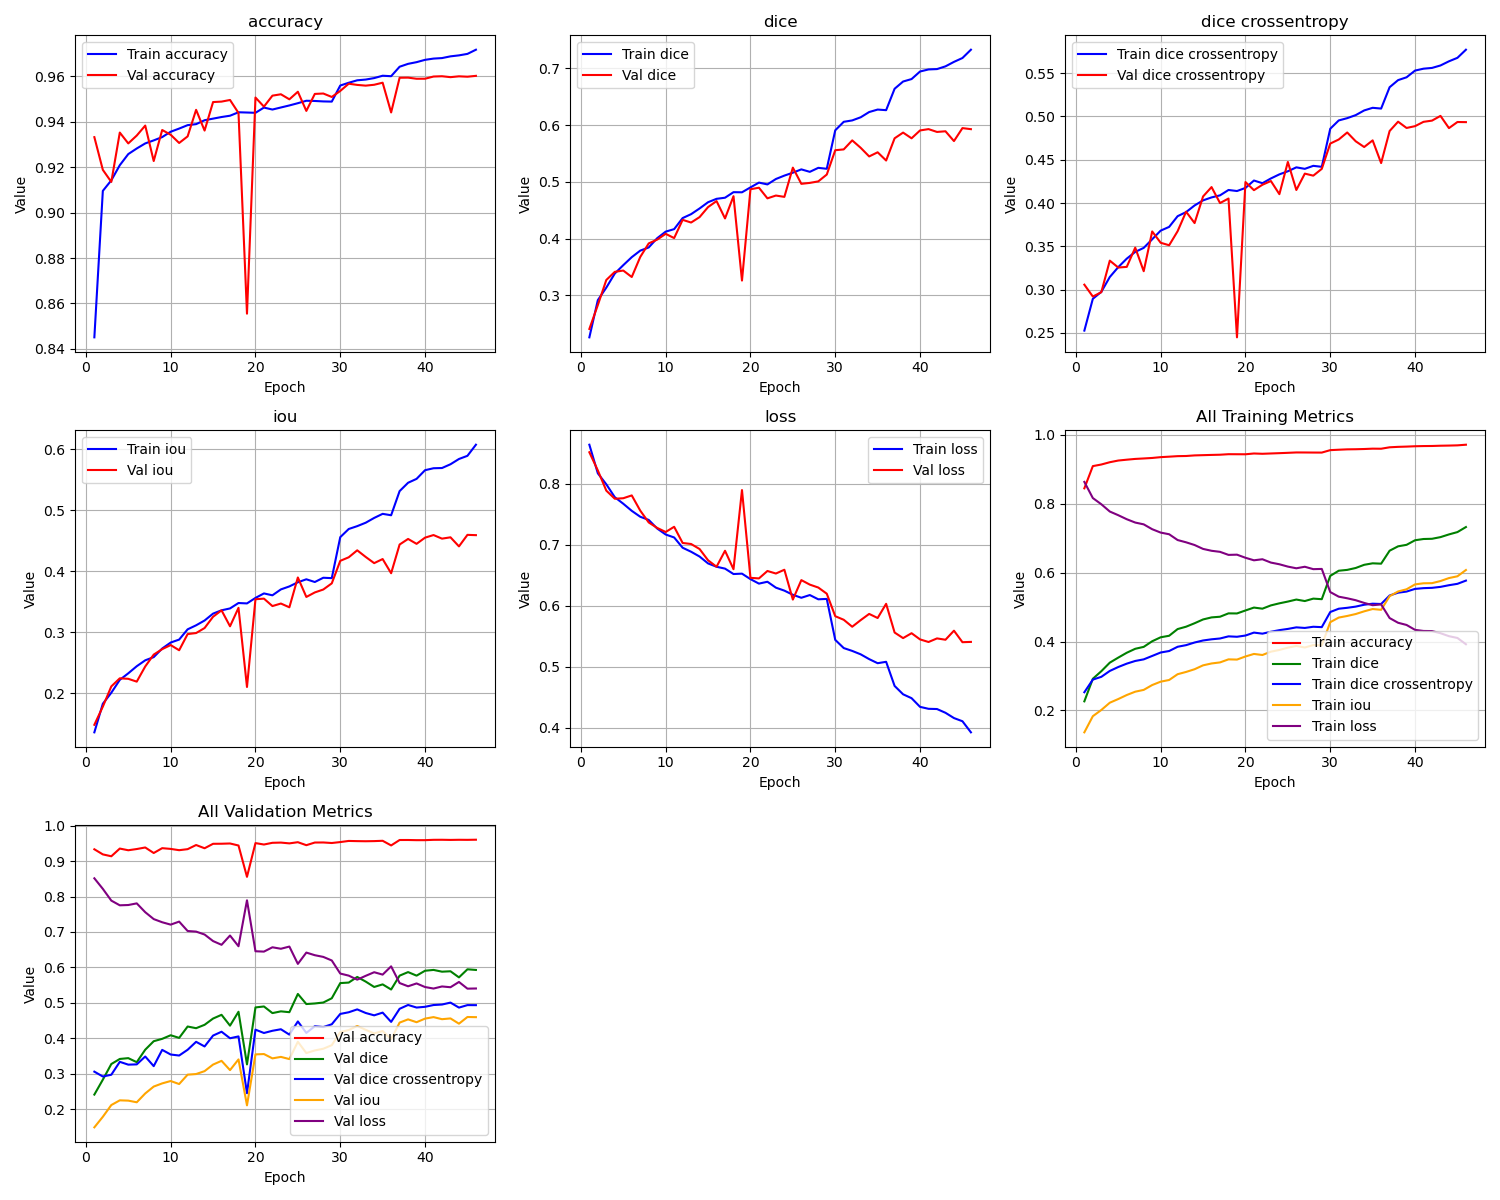 accuracy
Train accuracy
Val accuracy
Value
0.96
0.94
0.92
0.90
0.88
0.86
0.84
0 10 20 30 40
Epoch
dice
Train dice
Val dice
Value
0.7
0.6
0.5
0.4
0.3
0 10 20 30 40
Epoch
dice crossentropy
Train dice crossentropy
Val dice crossentropy
Value
0.55
0.50
0.45
0.40
0.35
0.30
0.25
0 10 20 30 40
Epoch
iou
Train iou
Val iou
Value
0.6
0.5
0.4
0.3
0.2
0 10 20 30 40
Epoch
loss
Train loss
Val loss
Value
0.8
0.7
0.6
0.5
0.4
0 10 20 30 40
Epoch
All Training Metrics
Value
1.0
0.8
0.6
0.4
0.2
Train accuracy
Train dice
Train dice crossentropy
Train iou
Train loss
0 10 20 30 40
Epoch
All Validation Metrics
Value
1.0
0.9
0.8
0.7
0.6
0.5
0.4
0.3
0.2
Val accuracy
Val dice
Val dice crossentropy
Val iou
Val loss
0 10 20 30 40
Epoch